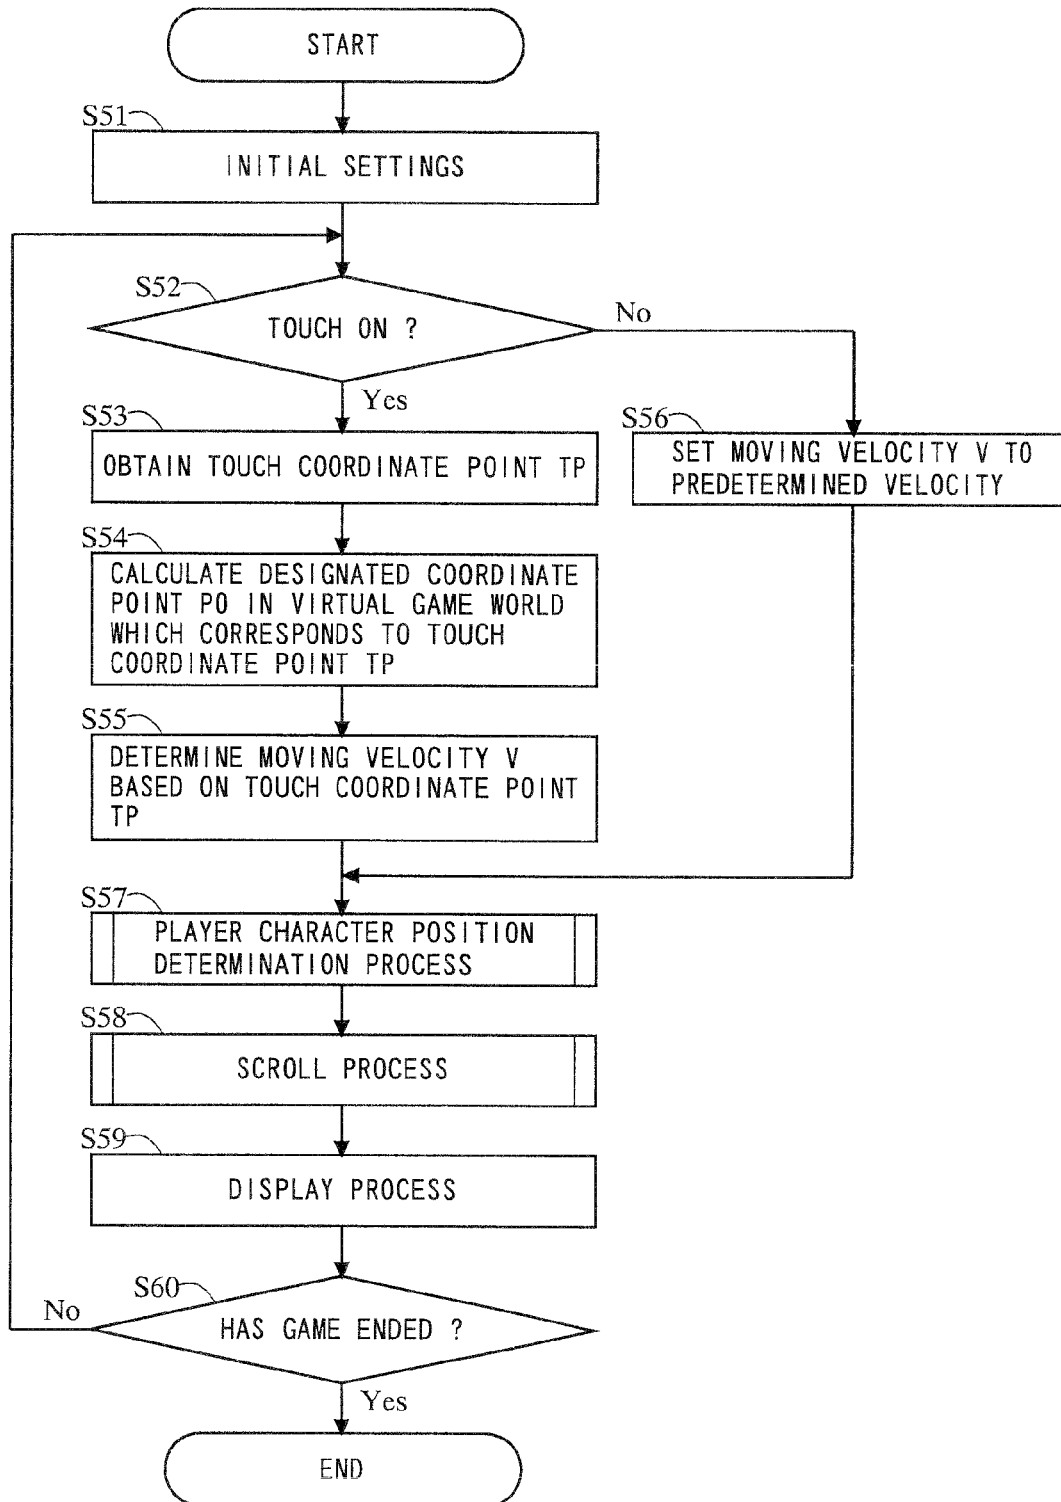 START
S51
INITIAL SETTINGS
S52
TOUCH ON ?
No
Yes
S53
OBTAIN TOUCH COORDINATE POINT TP
S56
SET MOVING VELOCITY V TO
PREDETERMINED VELOCITY
S54
CALCULATE DESIGNATED COORDINATE
POINT PO IN VIRTUAL GAME WORLD
WHICH CORRESPONDS TO TOUCH
COORDINATE POINT TP
S55
DETERMINE MOVING VELOCITY V
BASED ON TOUCH COORDINATE POINT
TP
S57
PLAYER CHARACTER POSITION
DETERMINATION PROCESS
S58
SCROLL PROCESS
S59
DISPLAY PROCESS
S60
No
HAS GAME ENDED ?
Yes
END